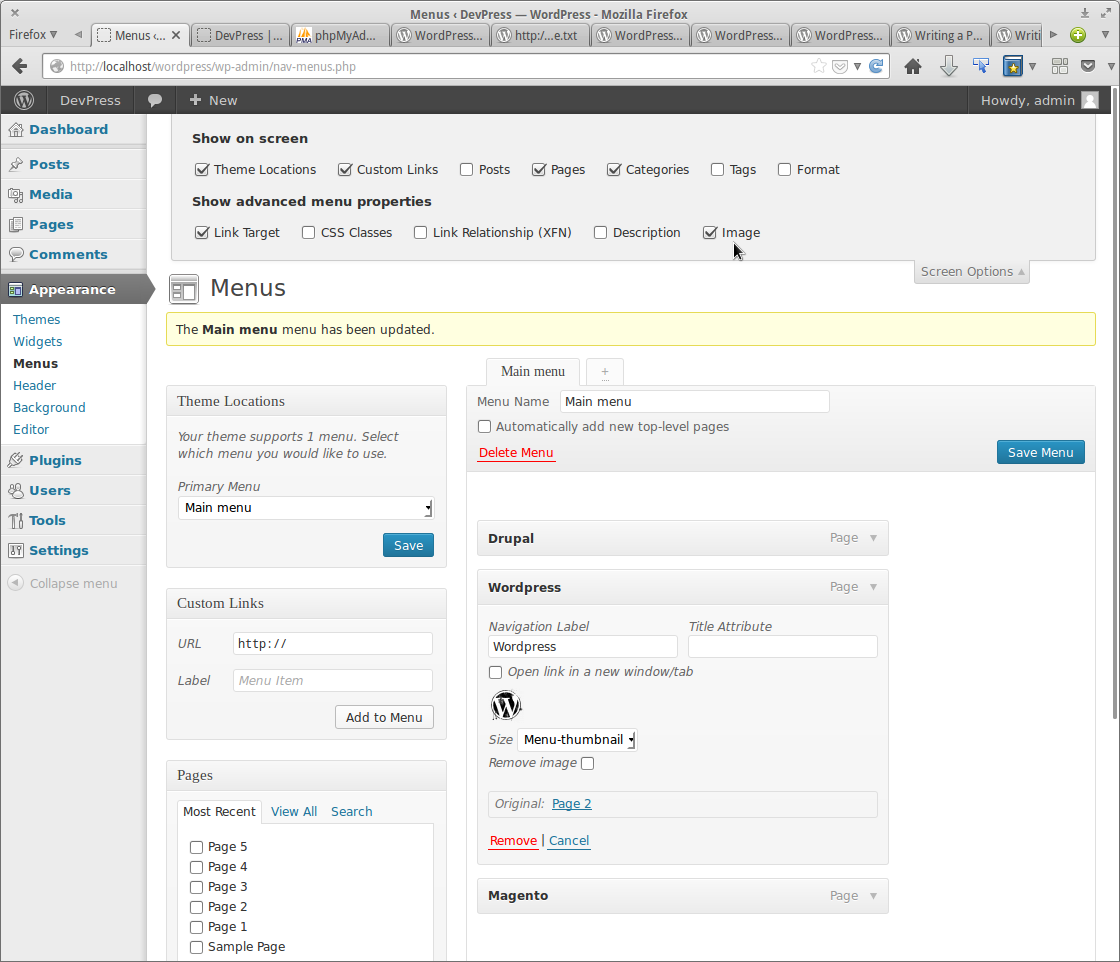 Menus ‹ DevPress — WordPress - Mozilla Firefox
Firefox
Menus ‹...
DevPress |...
phpMyAd...
WordPress...
http:/...e.txt
WordPress...
WordPress...
WordPress...
Writing a P...
Writi
http://localhost/wordpress/wp-admin/nav-menus.php
DevPress
New
Howdy, admin
Dashboard
Posts
Media
Pages
Comments
Appearance
Themes
Widgets
Menus
Header
Background
Editor
Plugins
Users
Tools
Settings
Collapse menu
Show on screen
Theme Locations Custom Links Posts Pages Categories Tags Format
Show advanced menu properties
Link Target CSS Classes Link Relationship (XFN) Description Image
Screen Options
Menus
The Main menu menu has been updated.
Theme Locations
Your theme supports 1 menu. Select
which menu you would like to use.
Primary Menu
Main menu
Save
Custom Links
URL http://
Label Menu Item
Add to Menu
Pages
Most Recent View All Search
Page 5
Page 4
Page 3
Page 2
Page 1
Sample Page
Main menu +
Menu Name Main menu
Automatically add new top-level pages
Delete Menu Save Menu
Drupal Page
Wordpress Page
Navigation Label Title Attribute
Wordpress
Open link in a new window/tab
Size Menu-thumbnail
Remove image
Original: Page 2
Remove | Cancel
Magento Page